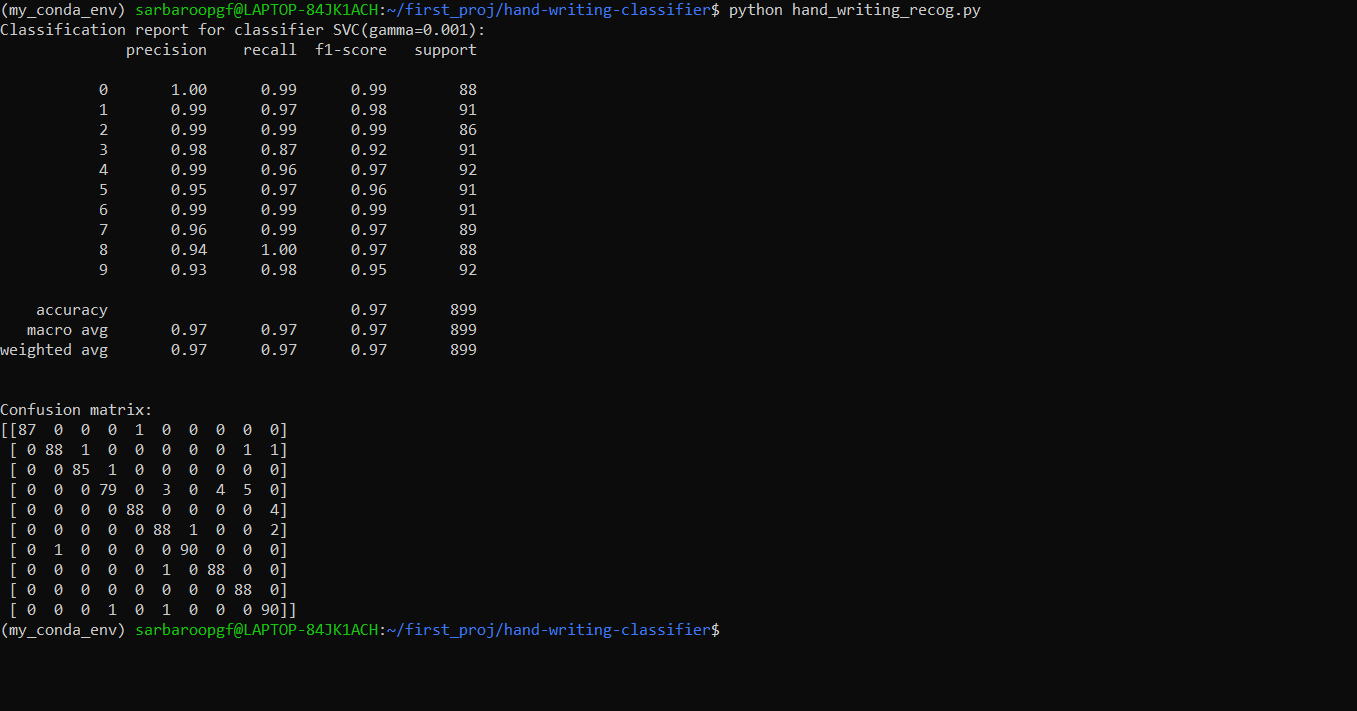 (my_conda_env) sarbaroopgf@LAPTOP-84JK1ACH:~/first_proj/hand-writing-classifier$ python hand_writing_recog.py
Classification report for classifier SVC(gamma=0.001):
              precision    recall  f1-score   support

           0       1.00      0.99      0.99        88
           1       0.99      0.97      0.98        91
           2       0.99      0.99      0.99        86
           3       0.98      0.87      0.92        91
           4       0.99      0.96      0.97        92
           5       0.95      0.97      0.96        91
           6       0.99      0.99      0.99        91
           7       0.96      0.99      0.97        89
           8       0.94      1.00      0.97        88
           9       0.93      0.98      0.95        92

    accuracy                           0.97       899
   macro avg       0.97      0.97      0.97       899
weighted avg       0.97      0.97      0.97       899


Confusion matrix:
[[87  0  0  0  1  0  0  0  0  0]
 [ 0 88  1  0  0  0  0  0  1  1]
 [ 0  0 85  1  0  0  0  0  0  0]
 [ 0  0  0 79  0  3  0  4  5  0]
 [ 0  0  0  0 88  0  0  0  0  4]
 [ 0  0  0  0  0 88  1  0  0  2]
 [ 0  1  0  0  0  0 90  0  0  0]
 [ 0  0  0  0  0  1  0 88  0  0]
 [ 0  0  0  0  0  0  0  0 88  0]
 [ 0  0  0  1  0  1  0  0  0 90]]
(my_conda_env) sarbaroopgf@LAPTOP-84JK1ACH:~/first_proj/hand-writing-classifier$